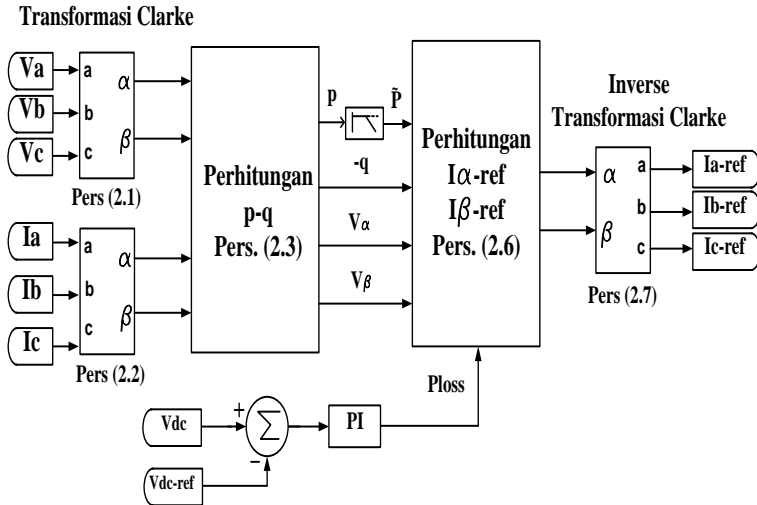 Transformasi Clarke
Va
Vb
Vc
a
b
c
α
β
Pers (2.1)
Ia
Ib
Ic
a
b
c
α
β
Pers (2.2)
Perhitungan
p-q
Pers. (2.3)
p
P̃
-q
Vα
Vβ
Perhitungan
Iα-ref
Iβ-ref
Pers. (2.6)
Inverse
Transformasi Clarke
α
β
a
b
c
Pers (2.7)
Ia-ref
Ib-ref
Ic-ref
Ploss
Vdc
+
Σ
−
PI
Vdc-ref